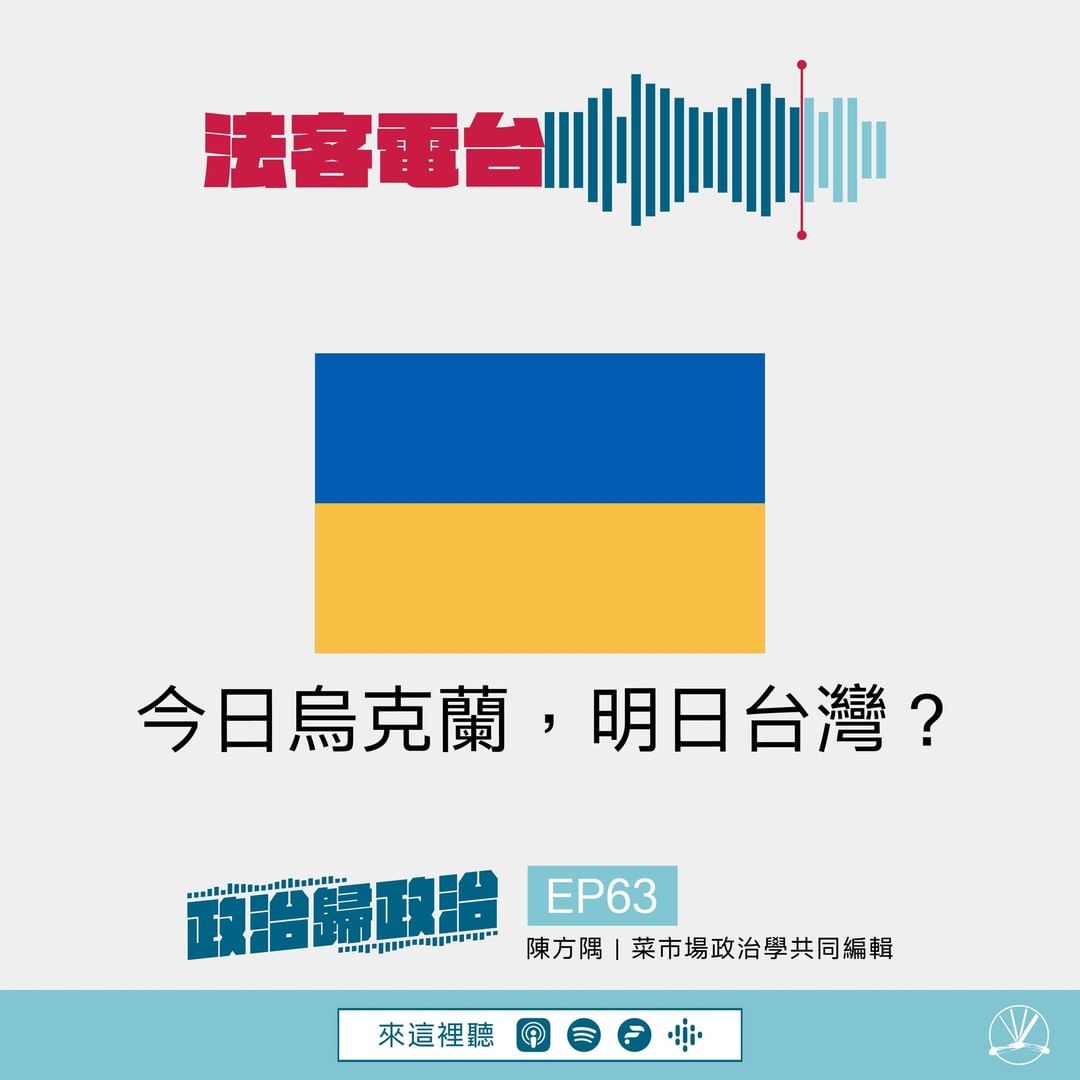 法客電台
今日烏克蘭，明日台灣？
政治歸政治
EP63
陳方隅 | 菜市場政治學共同編輯
來這裡聽